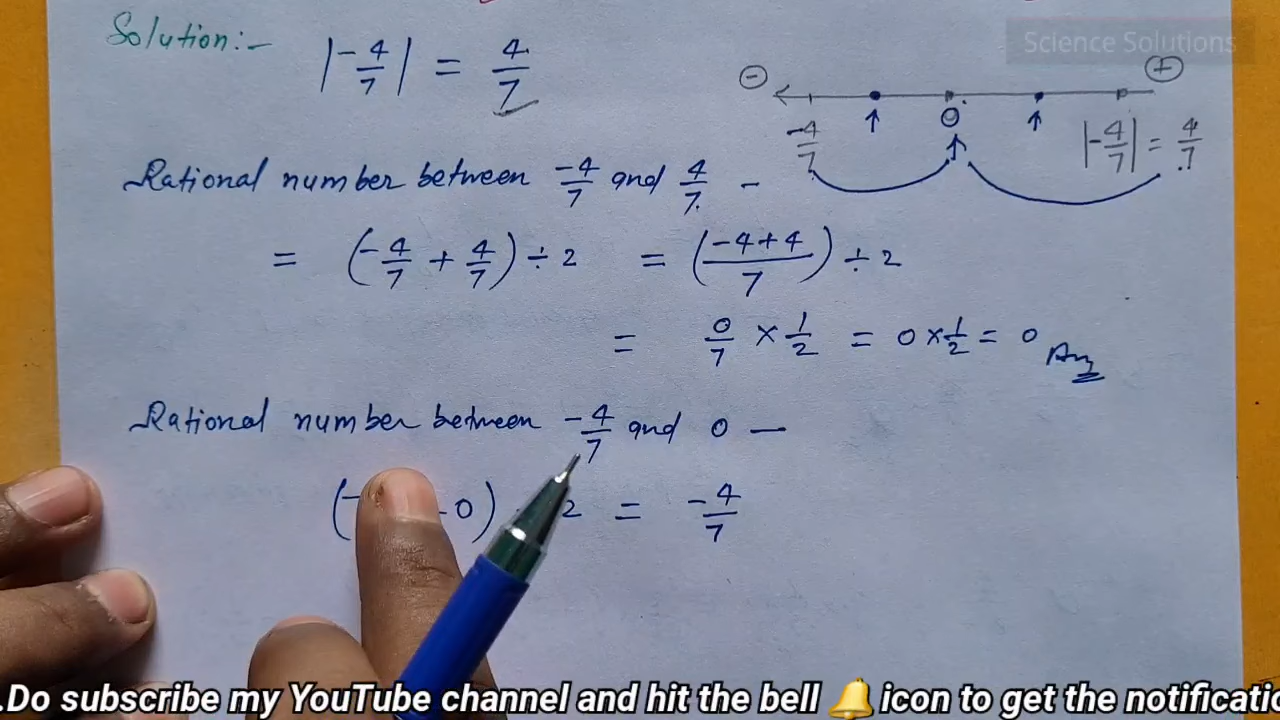 Science Solutions
Solution:-
|-4/7| = 4/7
⊖ ⊕
-4/7 0 |-4/7| = 4/7
Rational number between -4/7 and 4/7 -
= (-4/7 + 4/7) ÷ 2 = (-4+4/7) ÷ 2
= 0/7 × 1/2 = 0 × 1/2 = 0 Ans
Rational number between -4/7 and 0 —
( 0) 2 = -4/7
.Do subscribe my YouTube channel and hit the bell 🔔 icon to get the notificatio